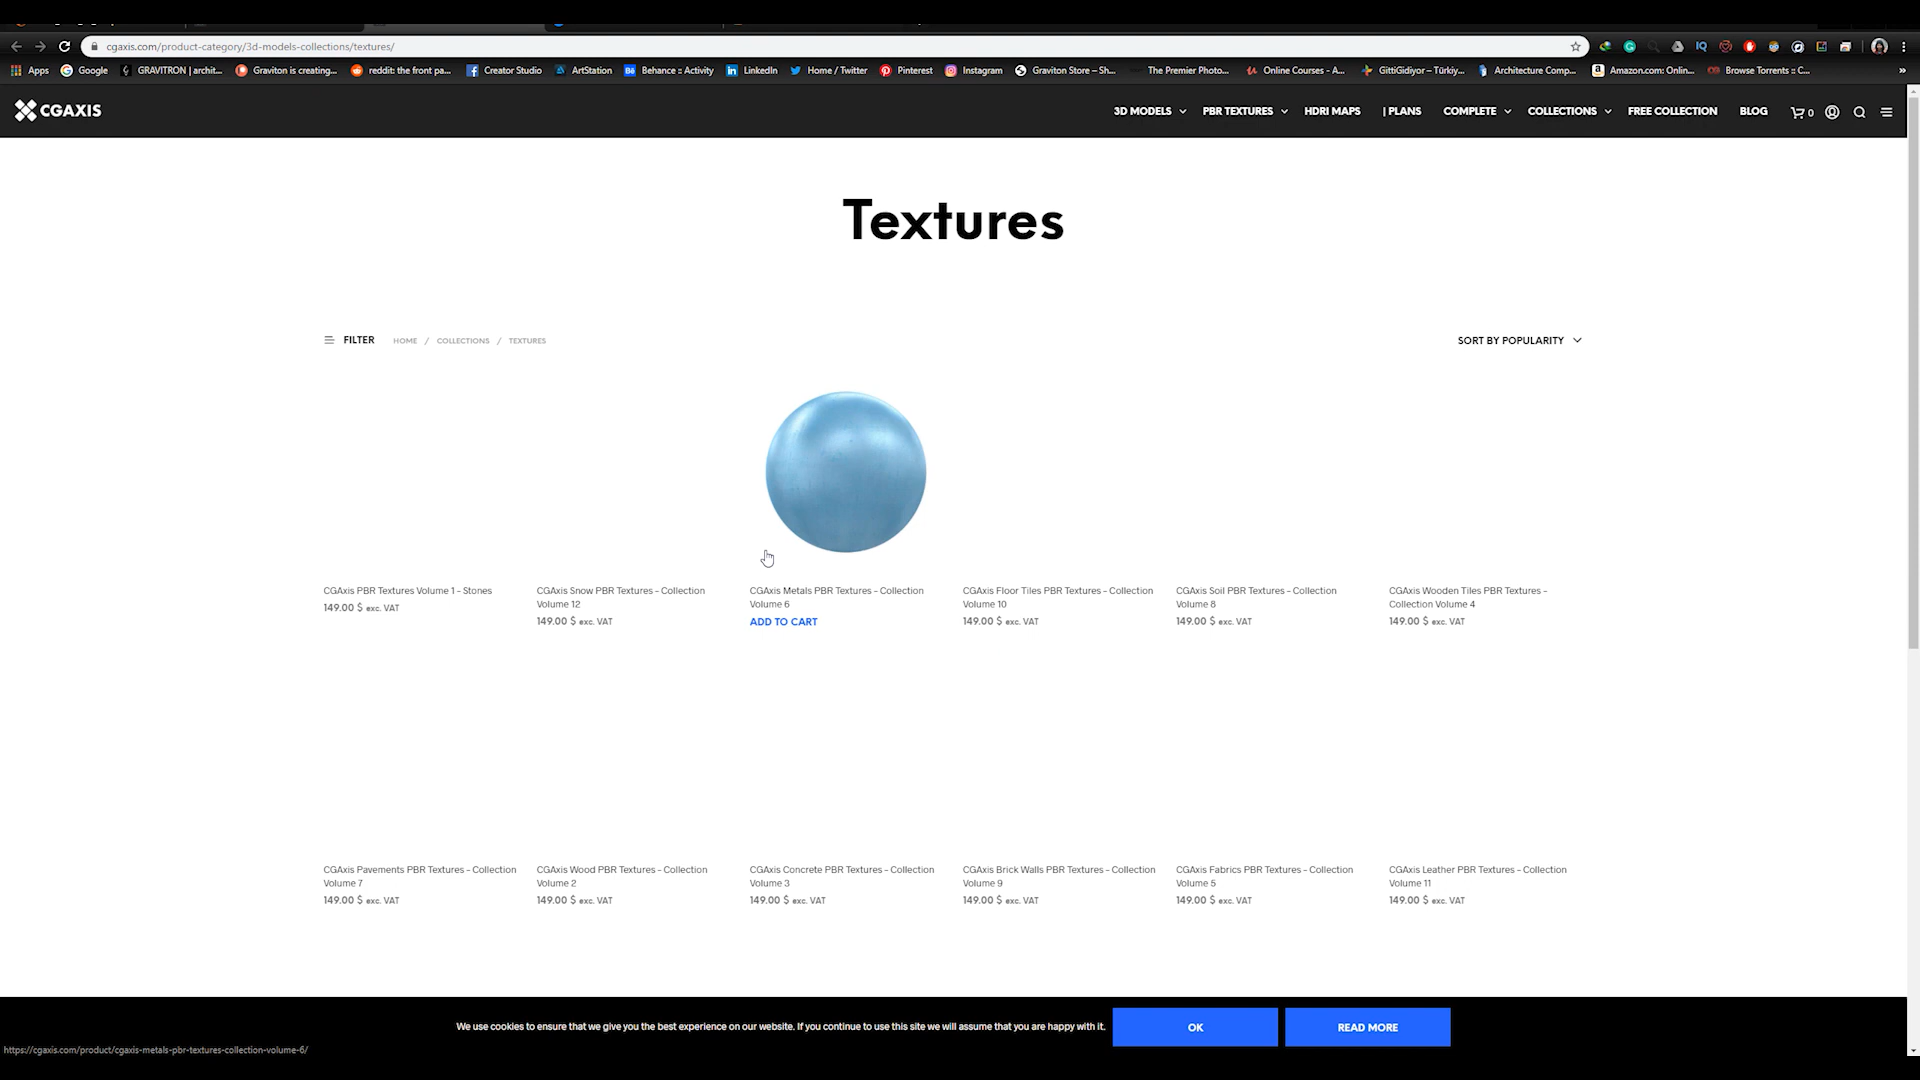 cgaxis.com/product-category/3d-models-collections/textures/
Apps Google GRAVITRON | archit... Graviton is creating... reddit: the front pa... Creator Studio ArtStation Behance :: Activity LinkedIn Home / Twitter Pinterest Instagram Graviton Store – Sh... The Premier Photo... Online Courses - A... GittiGidiyor – Türkiy... Architecture Comp... Amazon.com: Onlin... Browse Torrents :: C... »
CGAXIS 3D MODELS PBR TEXTURES HDRI MAPS | PLANS COMPLETE COLLECTIONS FREE COLLECTION BLOG 0
Textures
FILTER HOME / COLLECTIONS / TEXTURES SORT BY POPULARITY
CGAxis PBR Textures Volume 1 – Stones
149.00 $ exc. VAT
CGAxis Snow PBR Textures – Collection
Volume 12
149.00 $ exc. VAT
CGAxis Metals PBR Textures – Collection
Volume 6
ADD TO CART
CGAxis Floor Tiles PBR Textures – Collection
Volume 10
149.00 $ exc. VAT
CGAxis Soil PBR Textures – Collection
Volume 8
149.00 $ exc. VAT
CGAxis Wooden Tiles PBR Textures –
Collection Volume 4
149.00 $ exc. VAT
CGAxis Pavements PBR Textures – Collection
Volume 7
149.00 $ exc. VAT
CGAxis Wood PBR Textures – Collection
Volume 2
149.00 $ exc. VAT
CGAxis Concrete PBR Textures – Collection
Volume 3
149.00 $ exc. VAT
CGAxis Brick Walls PBR Textures – Collection
Volume 9
149.00 $ exc. VAT
CGAxis Fabrics PBR Textures – Collection
Volume 5
149.00 $ exc. VAT
CGAxis Leather PBR Textures – Collection
Volume 11
149.00 $ exc. VAT
We use cookies to ensure that we give you the best experience on our website. If you continue to use this site we will assume that you are happy with it. OK READ MORE
https://cgaxis.com/product/cgaxis-metals-pbr-textures-collection-volume-6/